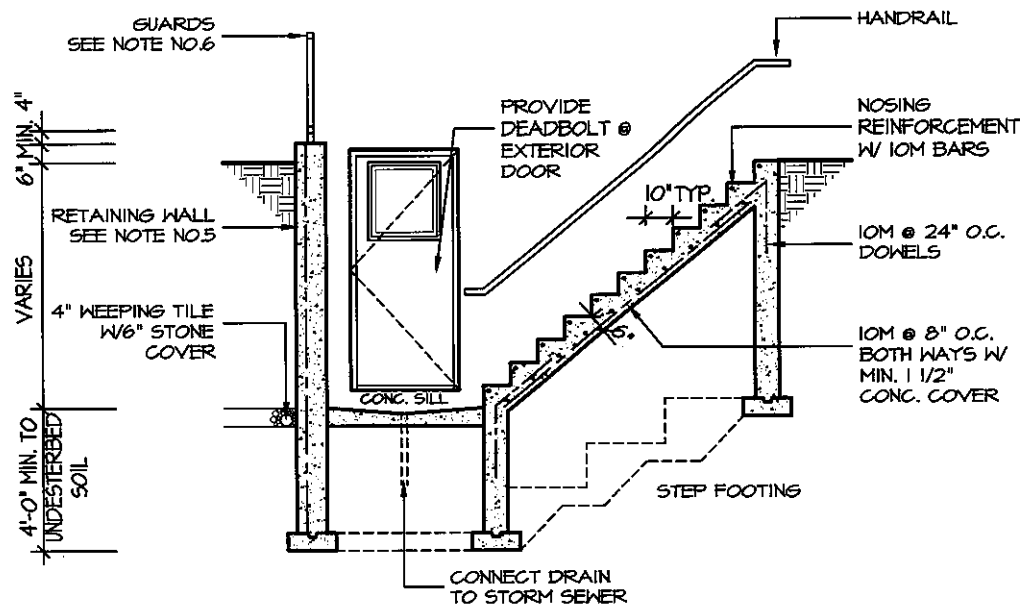 GUARDS
SEE NOTE NO.6
HANDRAIL
6" MIN. 4"
PROVIDE
DEADBOLT @
EXTERIOR
DOOR
NOSING
REINFORCEMENT
W/ 10M BARS
10" TYP.
RETAINING WALL
SEE NOTE NO.5
10M @ 24" O.C.
DOWELS
VARIES
4" WEEPING TILE
W/6" STONE
COVER
10M @ 8" O.C.
BOTH WAYS W/
MIN. 1 1/2"
CONC. COVER
CONC. SILL
4'-0" MIN. TO
UNDESTERBED
SOIL
STEP FOOTING
CONNECT DRAIN
TO STORM SEWER